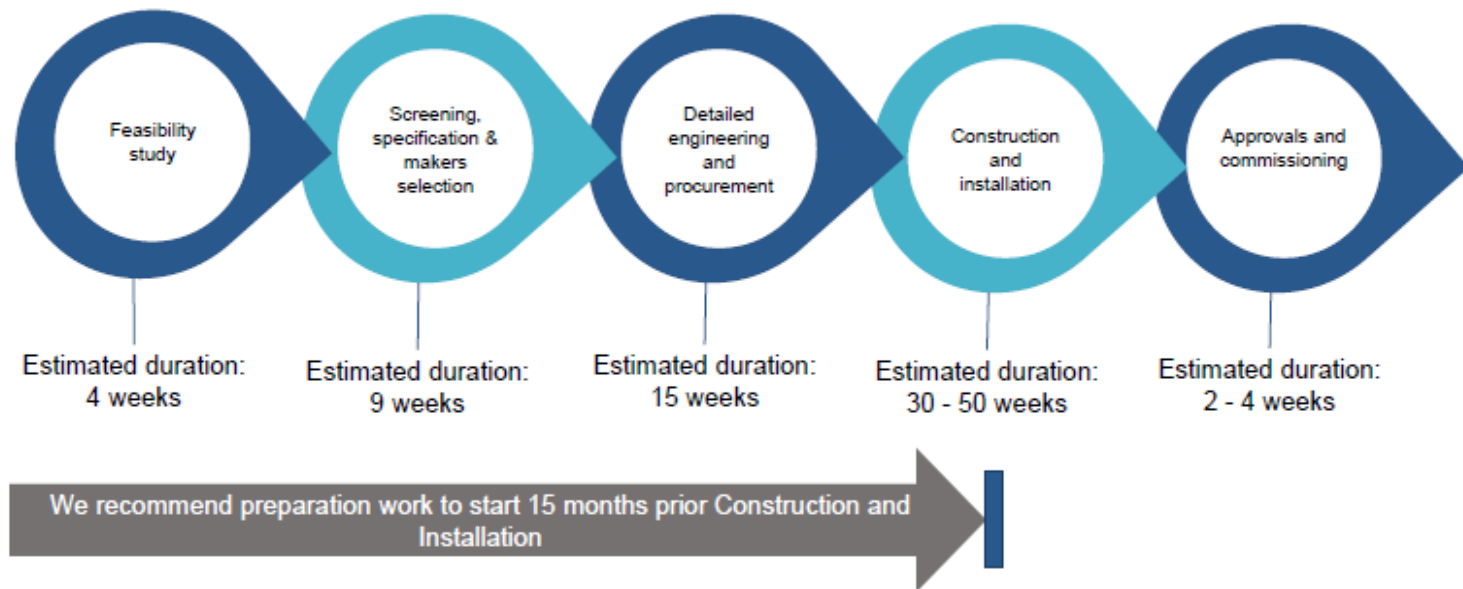 Feasibility
study
Screening,
specification &
makers
selection
Detailed
engineering
and
procurement
Construction
and
installation
Approvals and
commissioning
Estimated duration:
4 weeks
Estimated duration:
9 weeks
Estimated duration:
15 weeks
Estimated duration:
30 - 50 weeks
Estimated duration:
2 - 4 weeks
We recommend preparation work to start 15 months prior Construction and
Installation